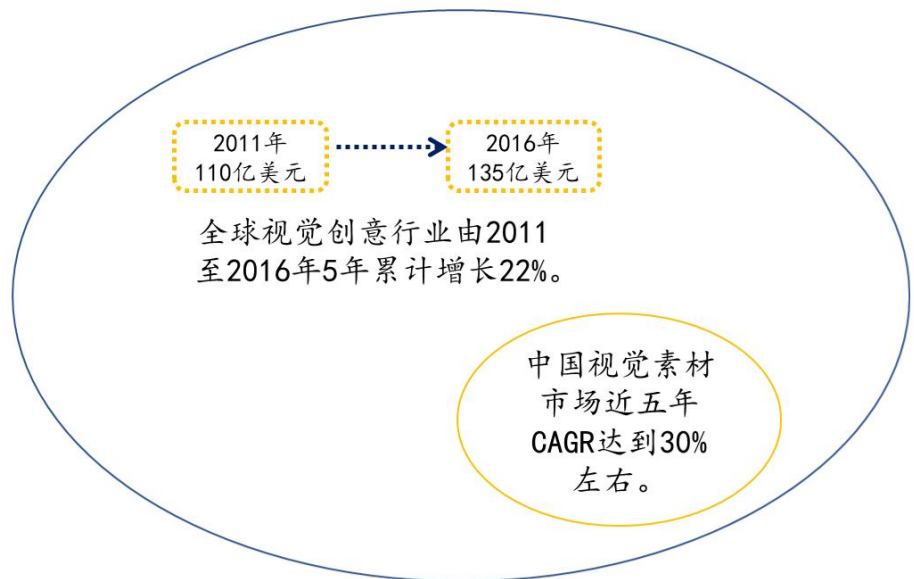 2011年
110亿美元
2016年
135亿美元
全球视觉创意行业由2011
至2016年5年累计增长22%。
中国视觉素材
市场近五年
CAGR达到30%
左右。